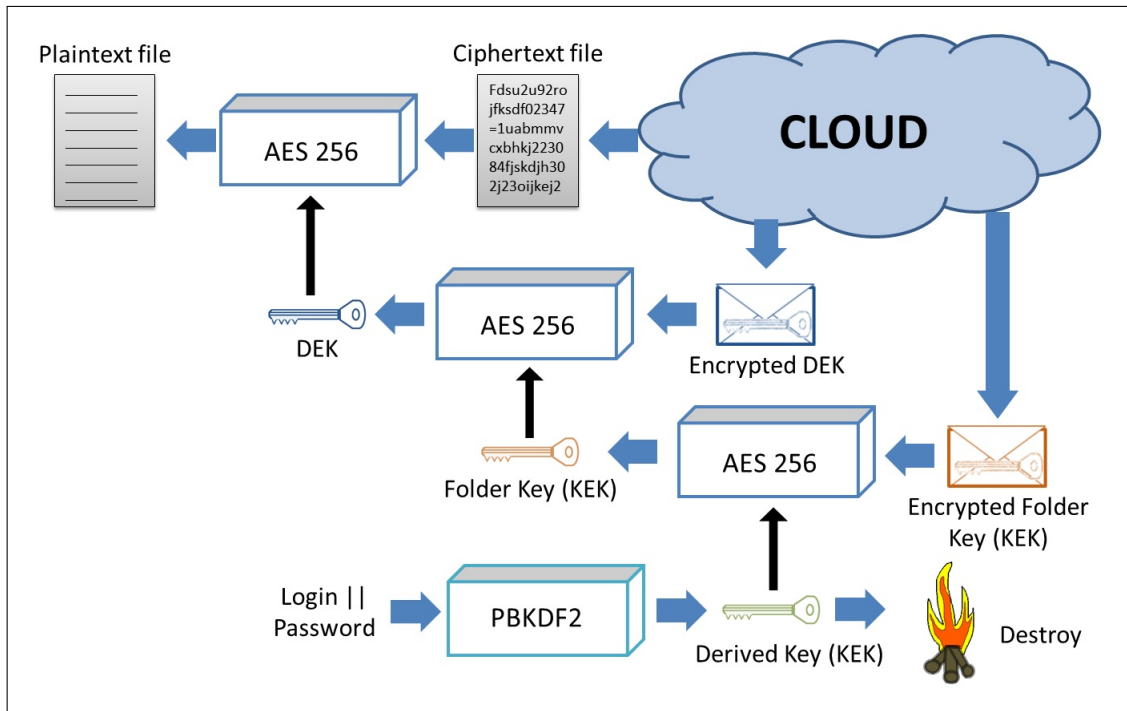 Plaintext file
Ciphertext file
Fdsu2u92ro
jfksdf02347
=1uabmmv
cxbhkj2230
84fjskdjh30
2j23oijkej2
CLOUD
AES 256
AES 256
DEK
Encrypted DEK
AES 256
Folder Key (KEK)
Encrypted Folder
Key (KEK)
Login ||
Password
PBKDF2
Derived Key (KEK)
Destroy